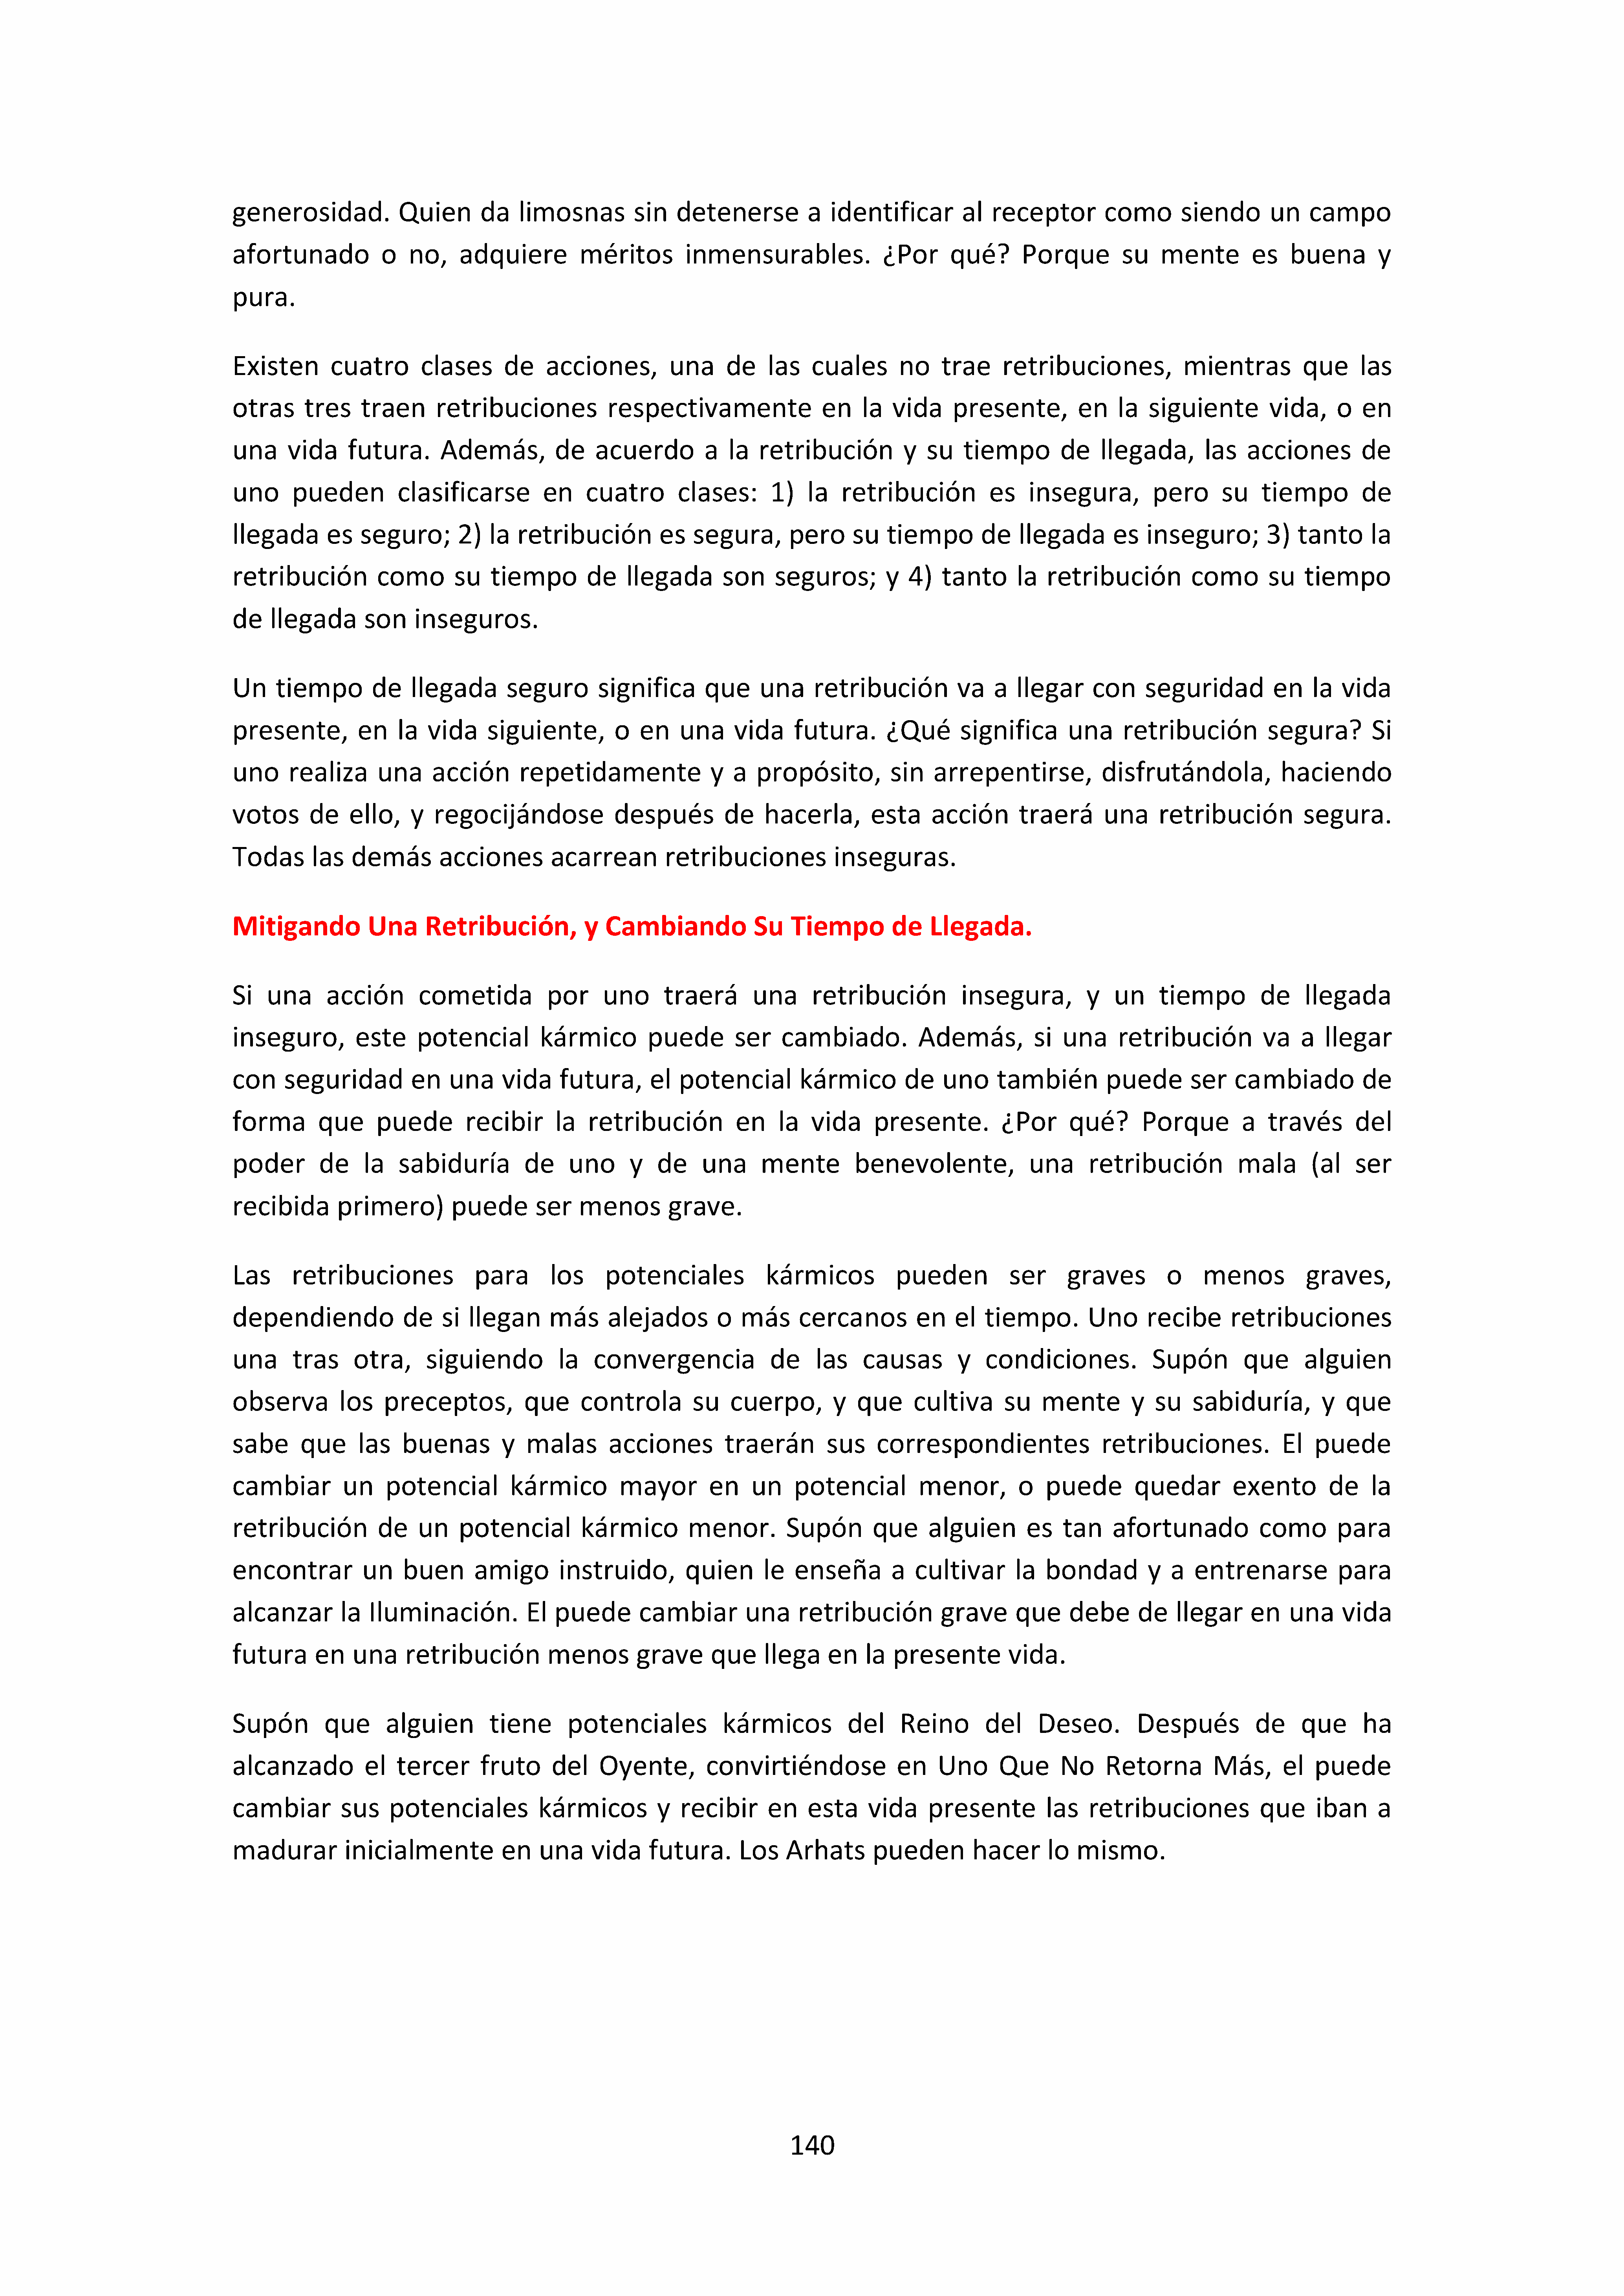 generosidad. Quien da limosnas sin detenerse a identificar al receptor como siendo un campo
afortunado o no, adquiere méritos inmensurables. ¿Por qué? Porque su mente es buena y
pura.
Existen cuatro clases de acciones, una de las cuales no trae retribuciones, mientras que las
otras tres traen retribuciones respectivamente en la vida presente, en la siguiente vida, o en
una vida futura. Además, de acuerdo a la retribución y su tiempo de llegada, las acciones de
uno pueden clasificarse en cuatro clases: 1) la retribución es insegura, pero su tiempo de
llegada es seguro; 2) la retribución es segura, pero su tiempo de llegada es inseguro; 3) tanto la
retribución como su tiempo de llegada son seguros; y 4) tanto la retribución como su tiempo
de llegada son inseguros.
Un tiempo de llegada seguro significa que una retribución va a llegar con seguridad en la vida
presente, en la vida siguiente, o en una vida futura. ¿Qué significa una retribución segura? Si
uno realiza una acción repetidamente y a propósito, sin arrepentirse, disfrutándola, haciendo
votos de ello, y regocijándose después de hacerla, esta acción traerá una retribución segura.
Todas las demás acciones acarrean retribuciones inseguras.
Mitigando Una Retribución, y Cambiando Su Tiempo de Llegada.
Si una acción cometida por uno traerá una retribución insegura, y un tiempo de llegada
inseguro, este potencial kármico puede ser cambiado. Además, si una retribución va a llegar
con seguridad en una vida futura, el potencial kármico de uno también puede ser cambiado de
forma que puede recibir la retribución en la vida presente. ¿Por qué? Porque a través del
poder de la sabiduría de uno y de una mente benevolente, una retribución mala (al ser
recibida primero) puede ser menos grave.
Las retribuciones para los potenciales kármicos pueden ser graves o menos graves,
dependiendo de si llegan más alejados o más cercanos en el tiempo. Uno recibe retribuciones
una tras otra, siguiendo la convergencia de las causas y condiciones. Supón que alguien
observa los preceptos, que controla su cuerpo, y que cultiva su mente y su sabiduría, y que
sabe que las buenas y malas acciones traerán sus correspondientes retribuciones. El puede
cambiar un potencial kármico mayor en un potencial menor, o puede quedar exento de la
retribución de un potencial kármico menor. Supón que alguien es tan afortunado como para
encontrar un buen amigo instruido, quien le enseña a cultivar la bondad y a entrenarse para
alcanzar la Iluminación. El puede cambiar una retribución grave que debe de llegar en una vida
futura en una retribución menos grave que llega en la presente vida.
Supón que alguien tiene potenciales kármicos del Reino del Deseo. Después de que ha
alcanzado el tercer fruto del Oyente, convirtiéndose en Uno Que No Retorna Más, el puede
cambiar sus potenciales kármicos y recibir en esta vida presente las retribuciones que iban a
madurar inicialmente en una vida futura. Los Arhats pueden hacer lo mismo.
140